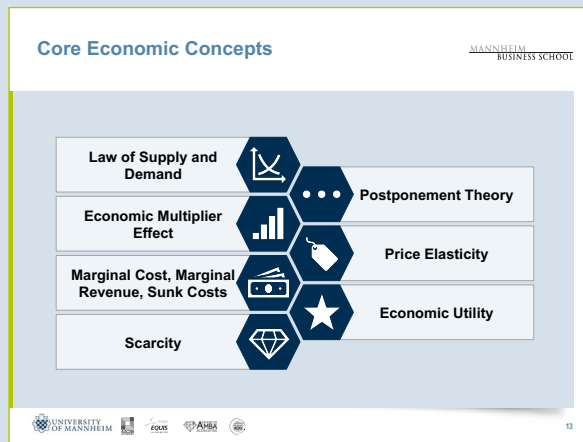 Core Economic Concepts
MANNHEIM
BUSINESS SCHOOL
Law of Supply and
Demand
Economic Multiplier
Effect
Marginal Cost, Marginal
Revenue, Sunk Costs
Scarcity
Postponement Theory
Price Elasticity
Economic Utility
UNIVERSITY
OF MANNHEIM
EQUIS
AMBA
13